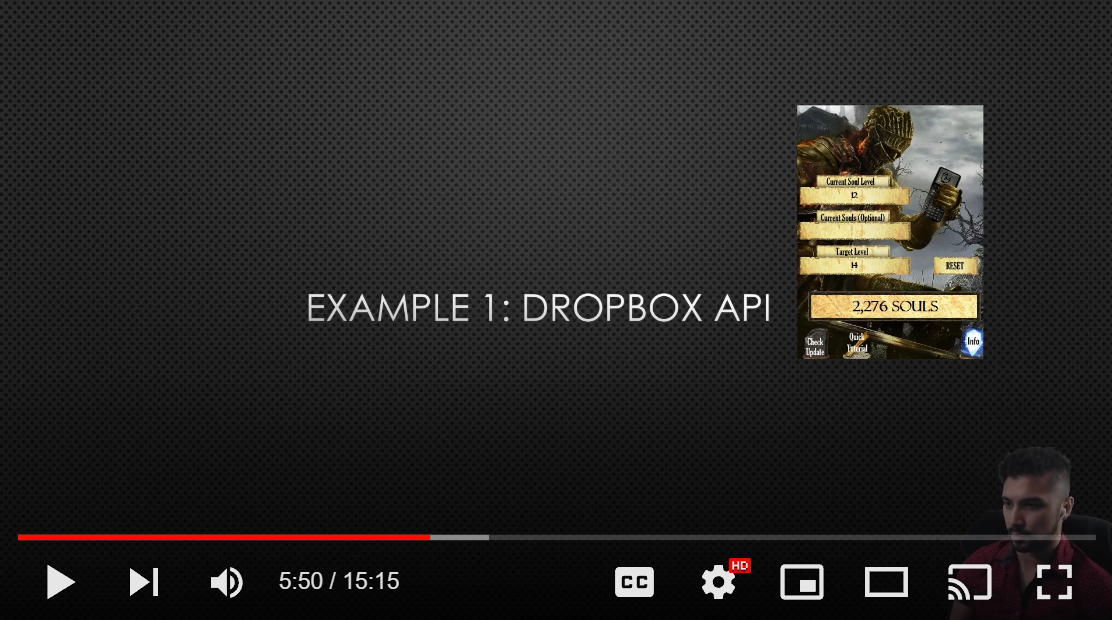 Current Soul Level
12
Current Souls (Optional)
Target Level
14
RESET
EXAMPLE 1: DROPBOX API
2,276 SOULS
Check
Update
Quick
Tutorial
Info
HD
CC
5:50 / 15:15